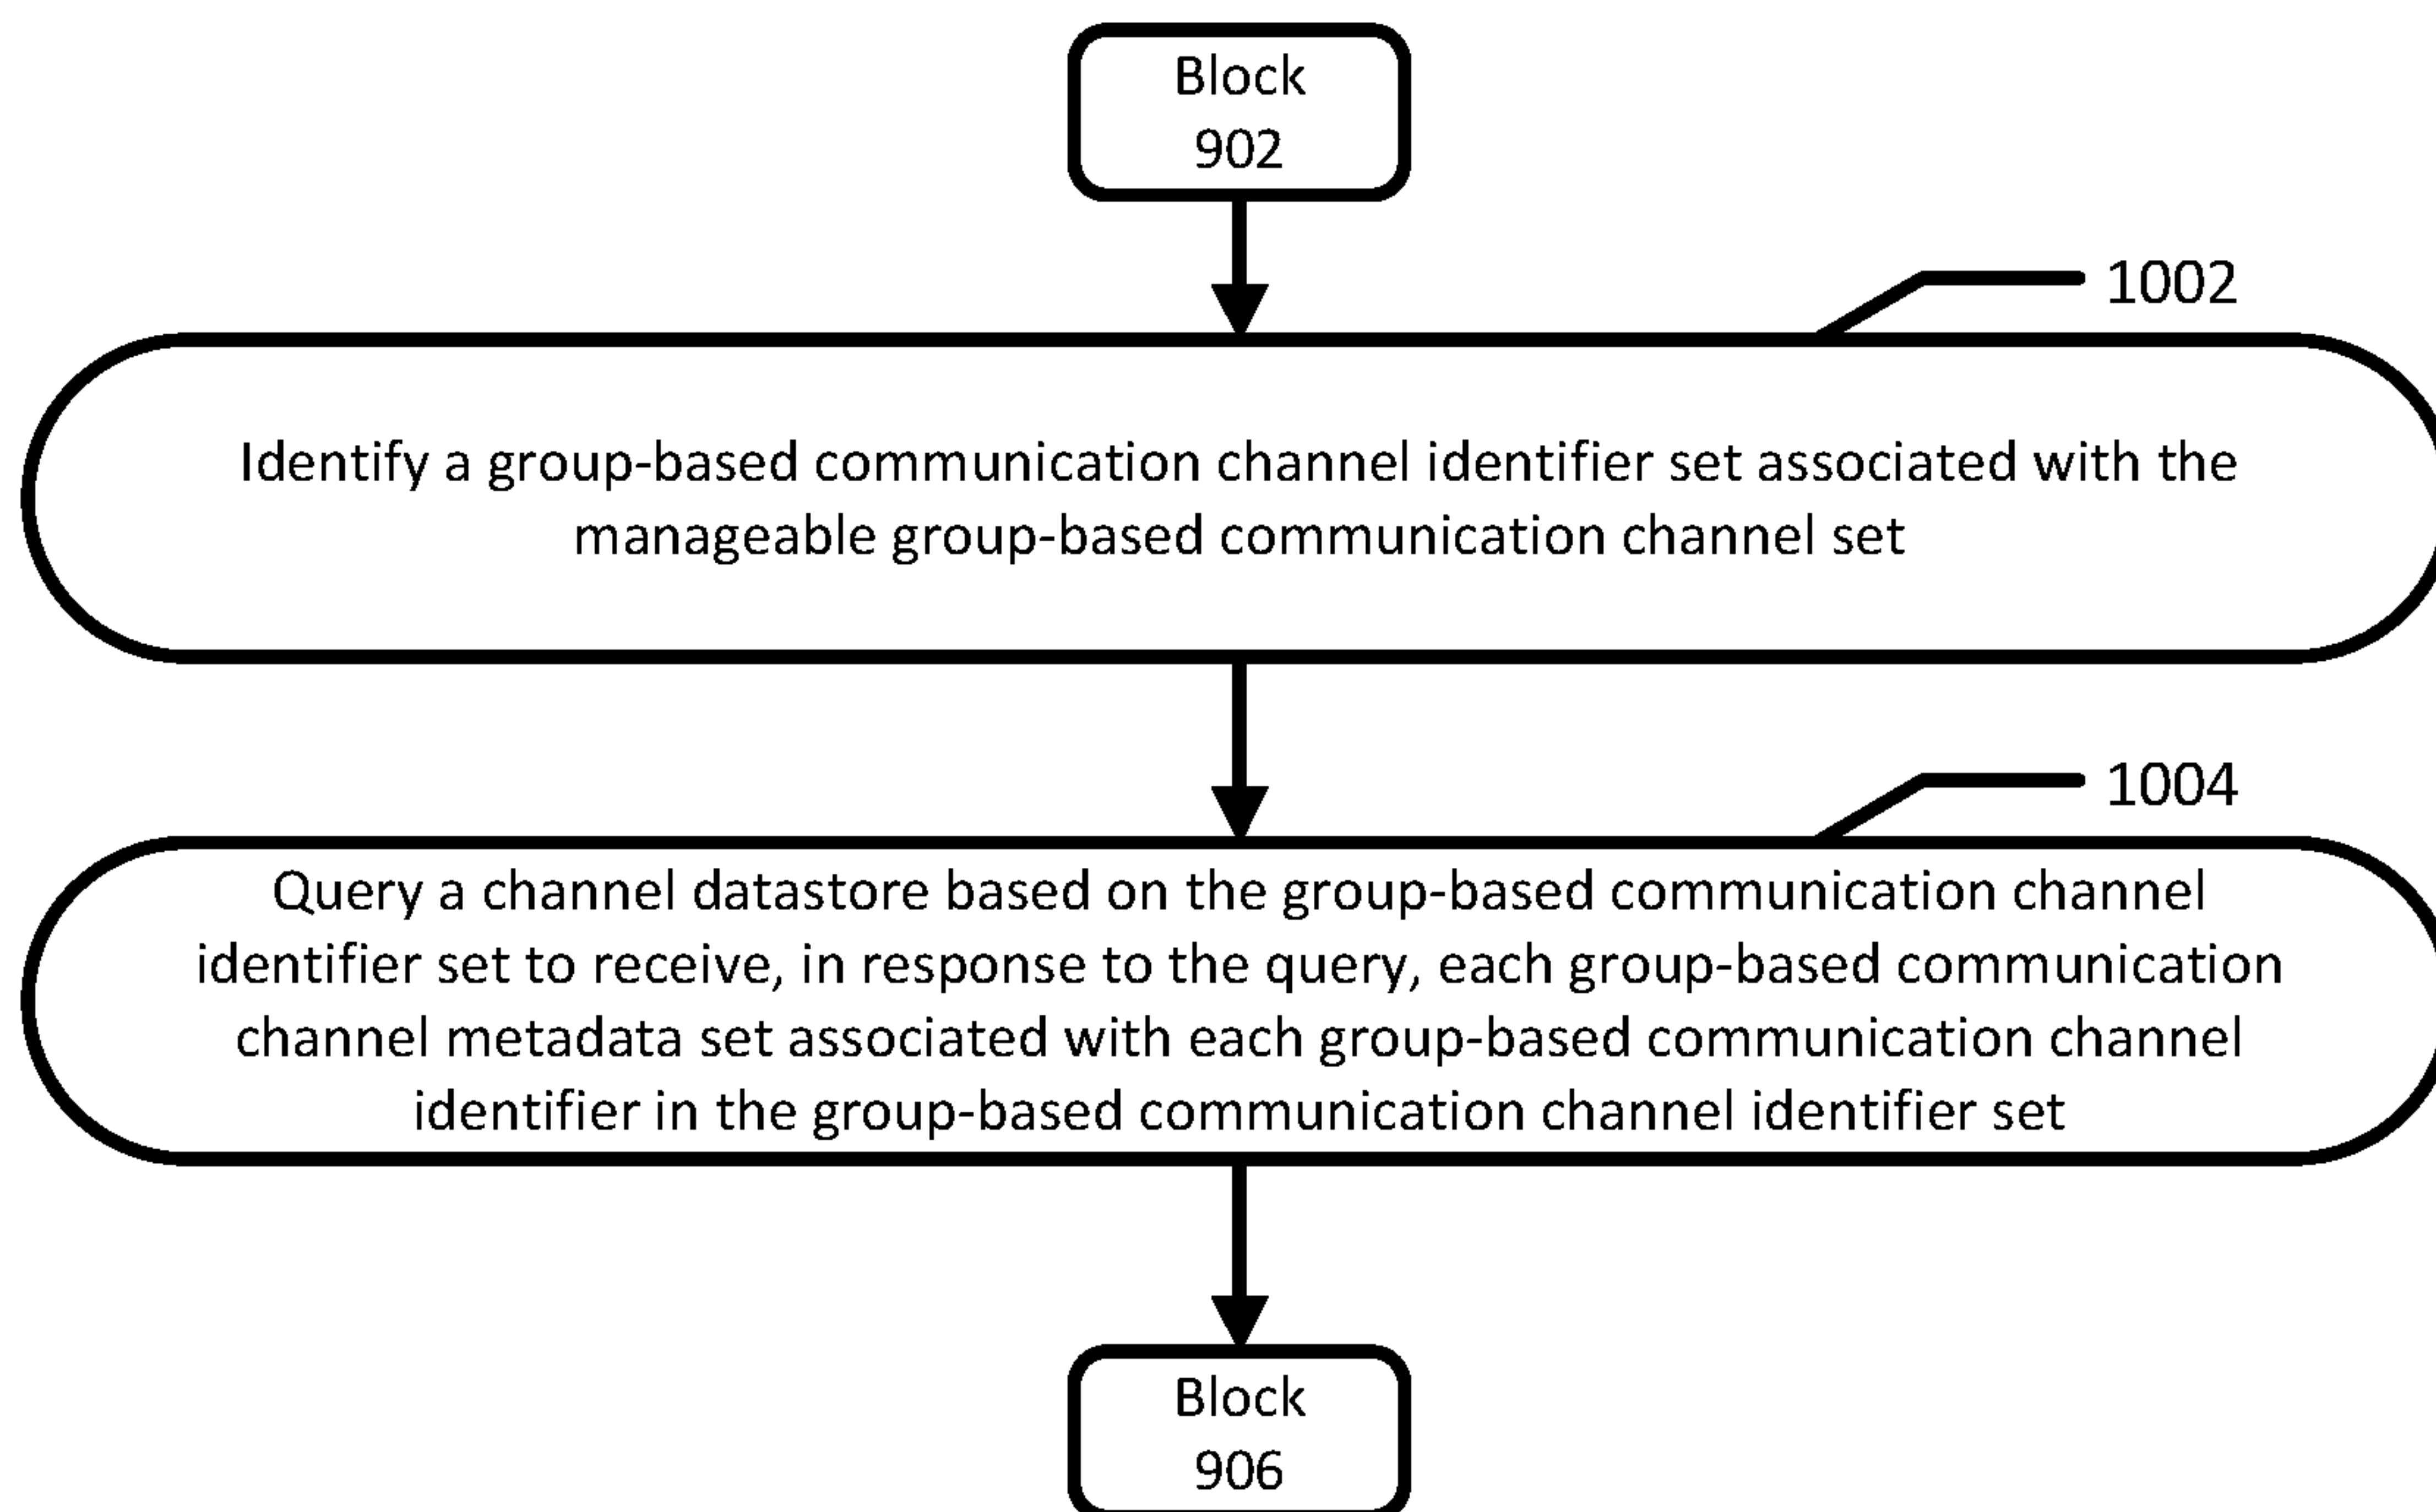 Block
902
1002
Identify a group-based communication channel identifier set associated with the
manageable group-based communication channel set
1004
Query a channel datastore based on the group-based communication channel
identifier set to receive, in response to the query, each group-based communication
channel metadata set associated with each group-based communication channel
identifier in the group-based communication channel identifier set
Block
906